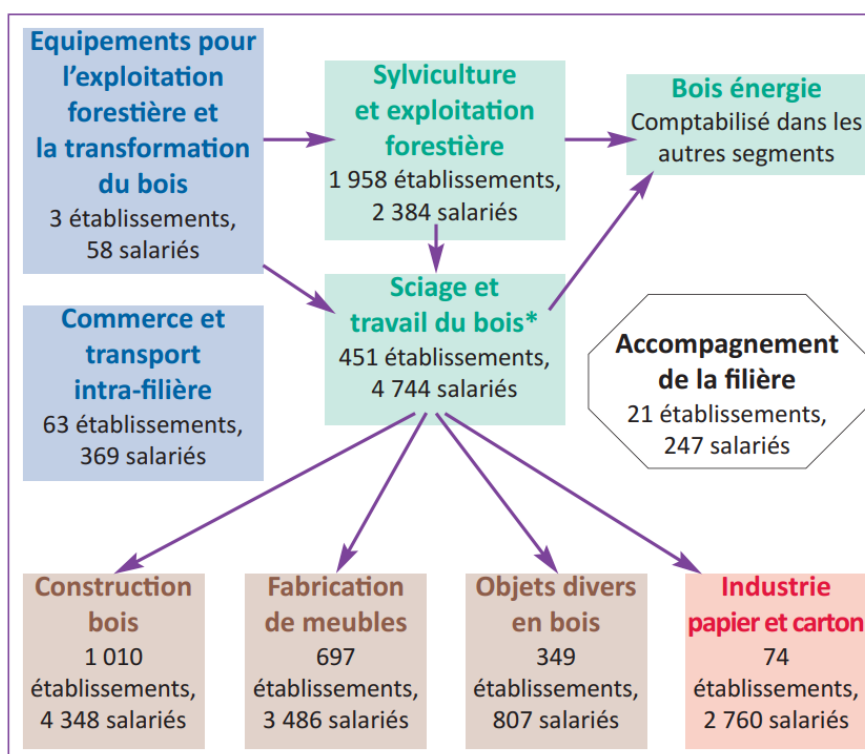 Equipements pour
l'exploitation
forestière et
la transformation
du bois
3 établissements,
58 salariés
Sylviculture
et exploitation
forestière
1 958 établissements,
2 384 salariés
Bois énergie
Comptabilisé dans les
autres segments
Commerce et
transport
intra-filière
63 établissements,
369 salariés
Sciage et
travail du bois*
451 établissements,
4 744 salariés
Accompagnement
de la filière
21 établissements,
247 salariés
Construction
bois
1 010
établissements,
4 348 salariés
Fabrication
de meubles
697
établissements,
3 486 salariés
Objets divers
en bois
349
établissements,
807 salariés
Industrie
papier et carton
74
établissements,
2 760 salariés